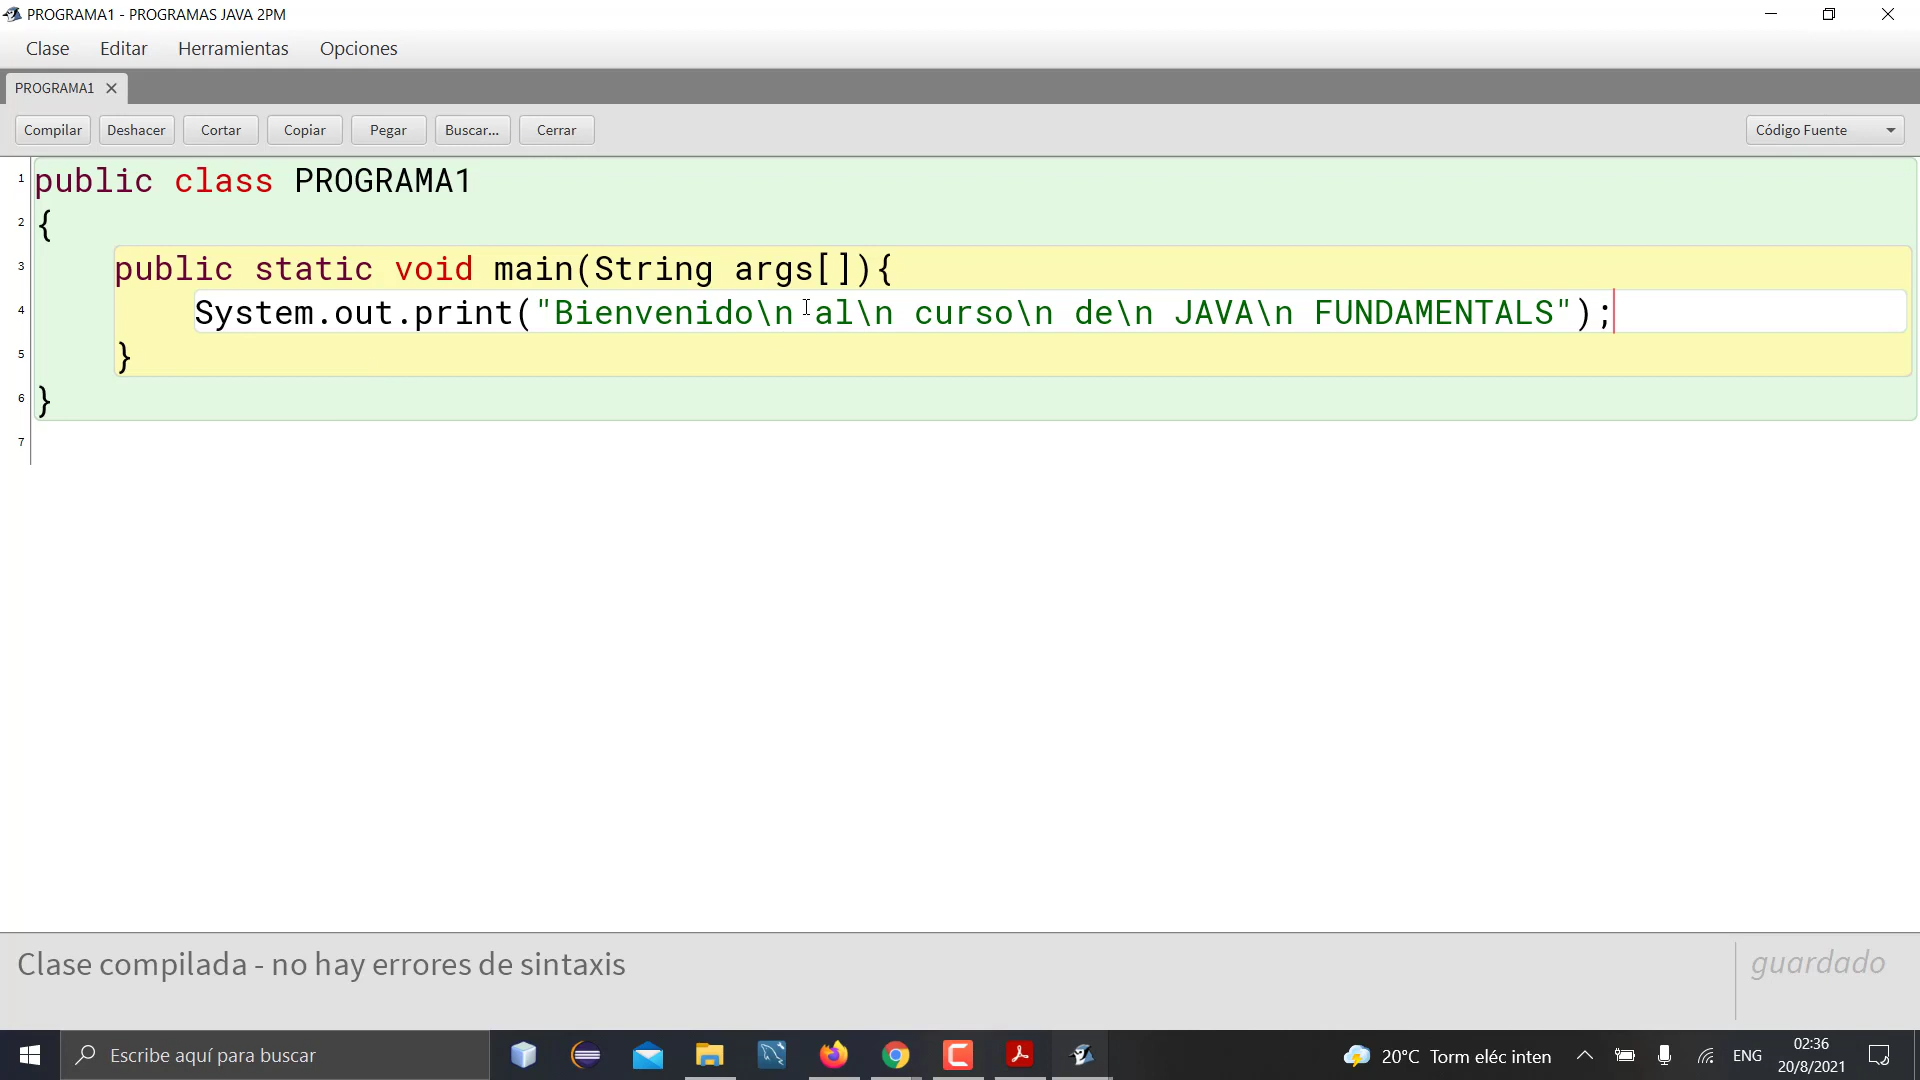 PROGRAMA1 - PROGRAMAS JAVA 2PM
Clase Editar Herramientas Opciones
PROGRAMA1
Compilar Deshacer Cortar Copiar Pegar Buscar... Cerrar Código Fuente
1 public class PROGRAMA1
2 {
3 public static void main(String args[]){
4 System.out.print("Bienvenido\n al\n curso\n de\n JAVA\n FUNDAMENTALS");
5 }
6 }
7
Clase compilada - no hay errores de sintaxis
guardado
Escribe aquí para buscar
20°C Torm eléc inten
ENG
02:36
20/8/2021